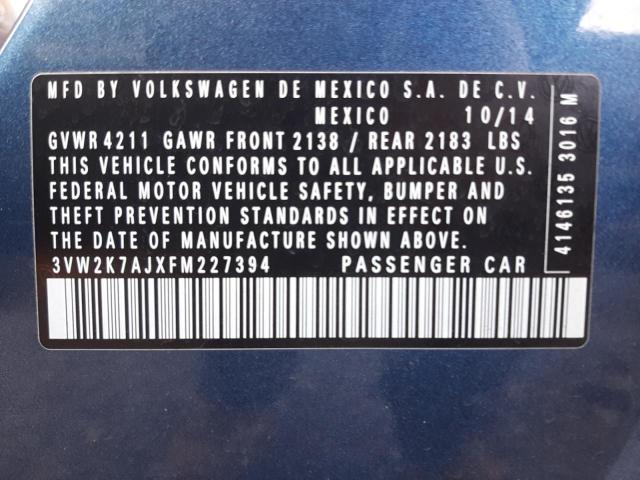 MFD BY VOLKSWAGEN DE MEXICO S.A. DE C.V.
MEXICO 10/14
GVWR 4211 GAWR FRONT 2138 / REAR 2183 LBS
THIS VEHICLE CONFORMS TO ALL APPLICABLE U.S.
FEDERAL MOTOR VEHICLE SAFETY, BUMPER AND
THEFT PREVENTION STANDARDS IN EFFECT ON
THE DATE OF MANUFACTURE SHOWN ABOVE.
3VW2K7AJXFM227394 PASSENGER CAR
4146135 3016 M